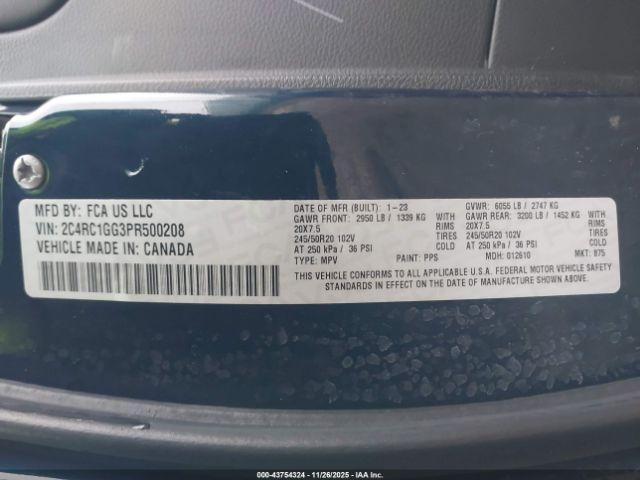 MFD BY: FCA US LLC
VIN: 2C4RC1GG3PR500208
VEHICLE MADE IN: CANADA
DATE OF MFR (BUILT): 1-23 GVWR: 6055 LB / 2747 KG
GAWR FRONT: 2950 LB / 1339 KG GAWR REAR: 3200 LB / 1452 KG
20X7.5 RIMS 20X7.5 RIMS
245/50R20 102V TIRES 245/50R20 102V TIRES
AT 250 kPa / 36 PSI COLD AT 250 kPa / 36 PSI COLD
TYPE: MPV PAINT: PPS MDH: 012610 MKT: 875
THIS VEHICLE CONFORMS TO ALL APPLICABLE U.S.A. FEDERAL MOTOR VEHICLE SAFETY
STANDARDS IN EFFECT ON THE DATE OF MANUFACTURE SHOWN ABOVE.
000-43754324 | 11/26/2025 | IAA, Inc.